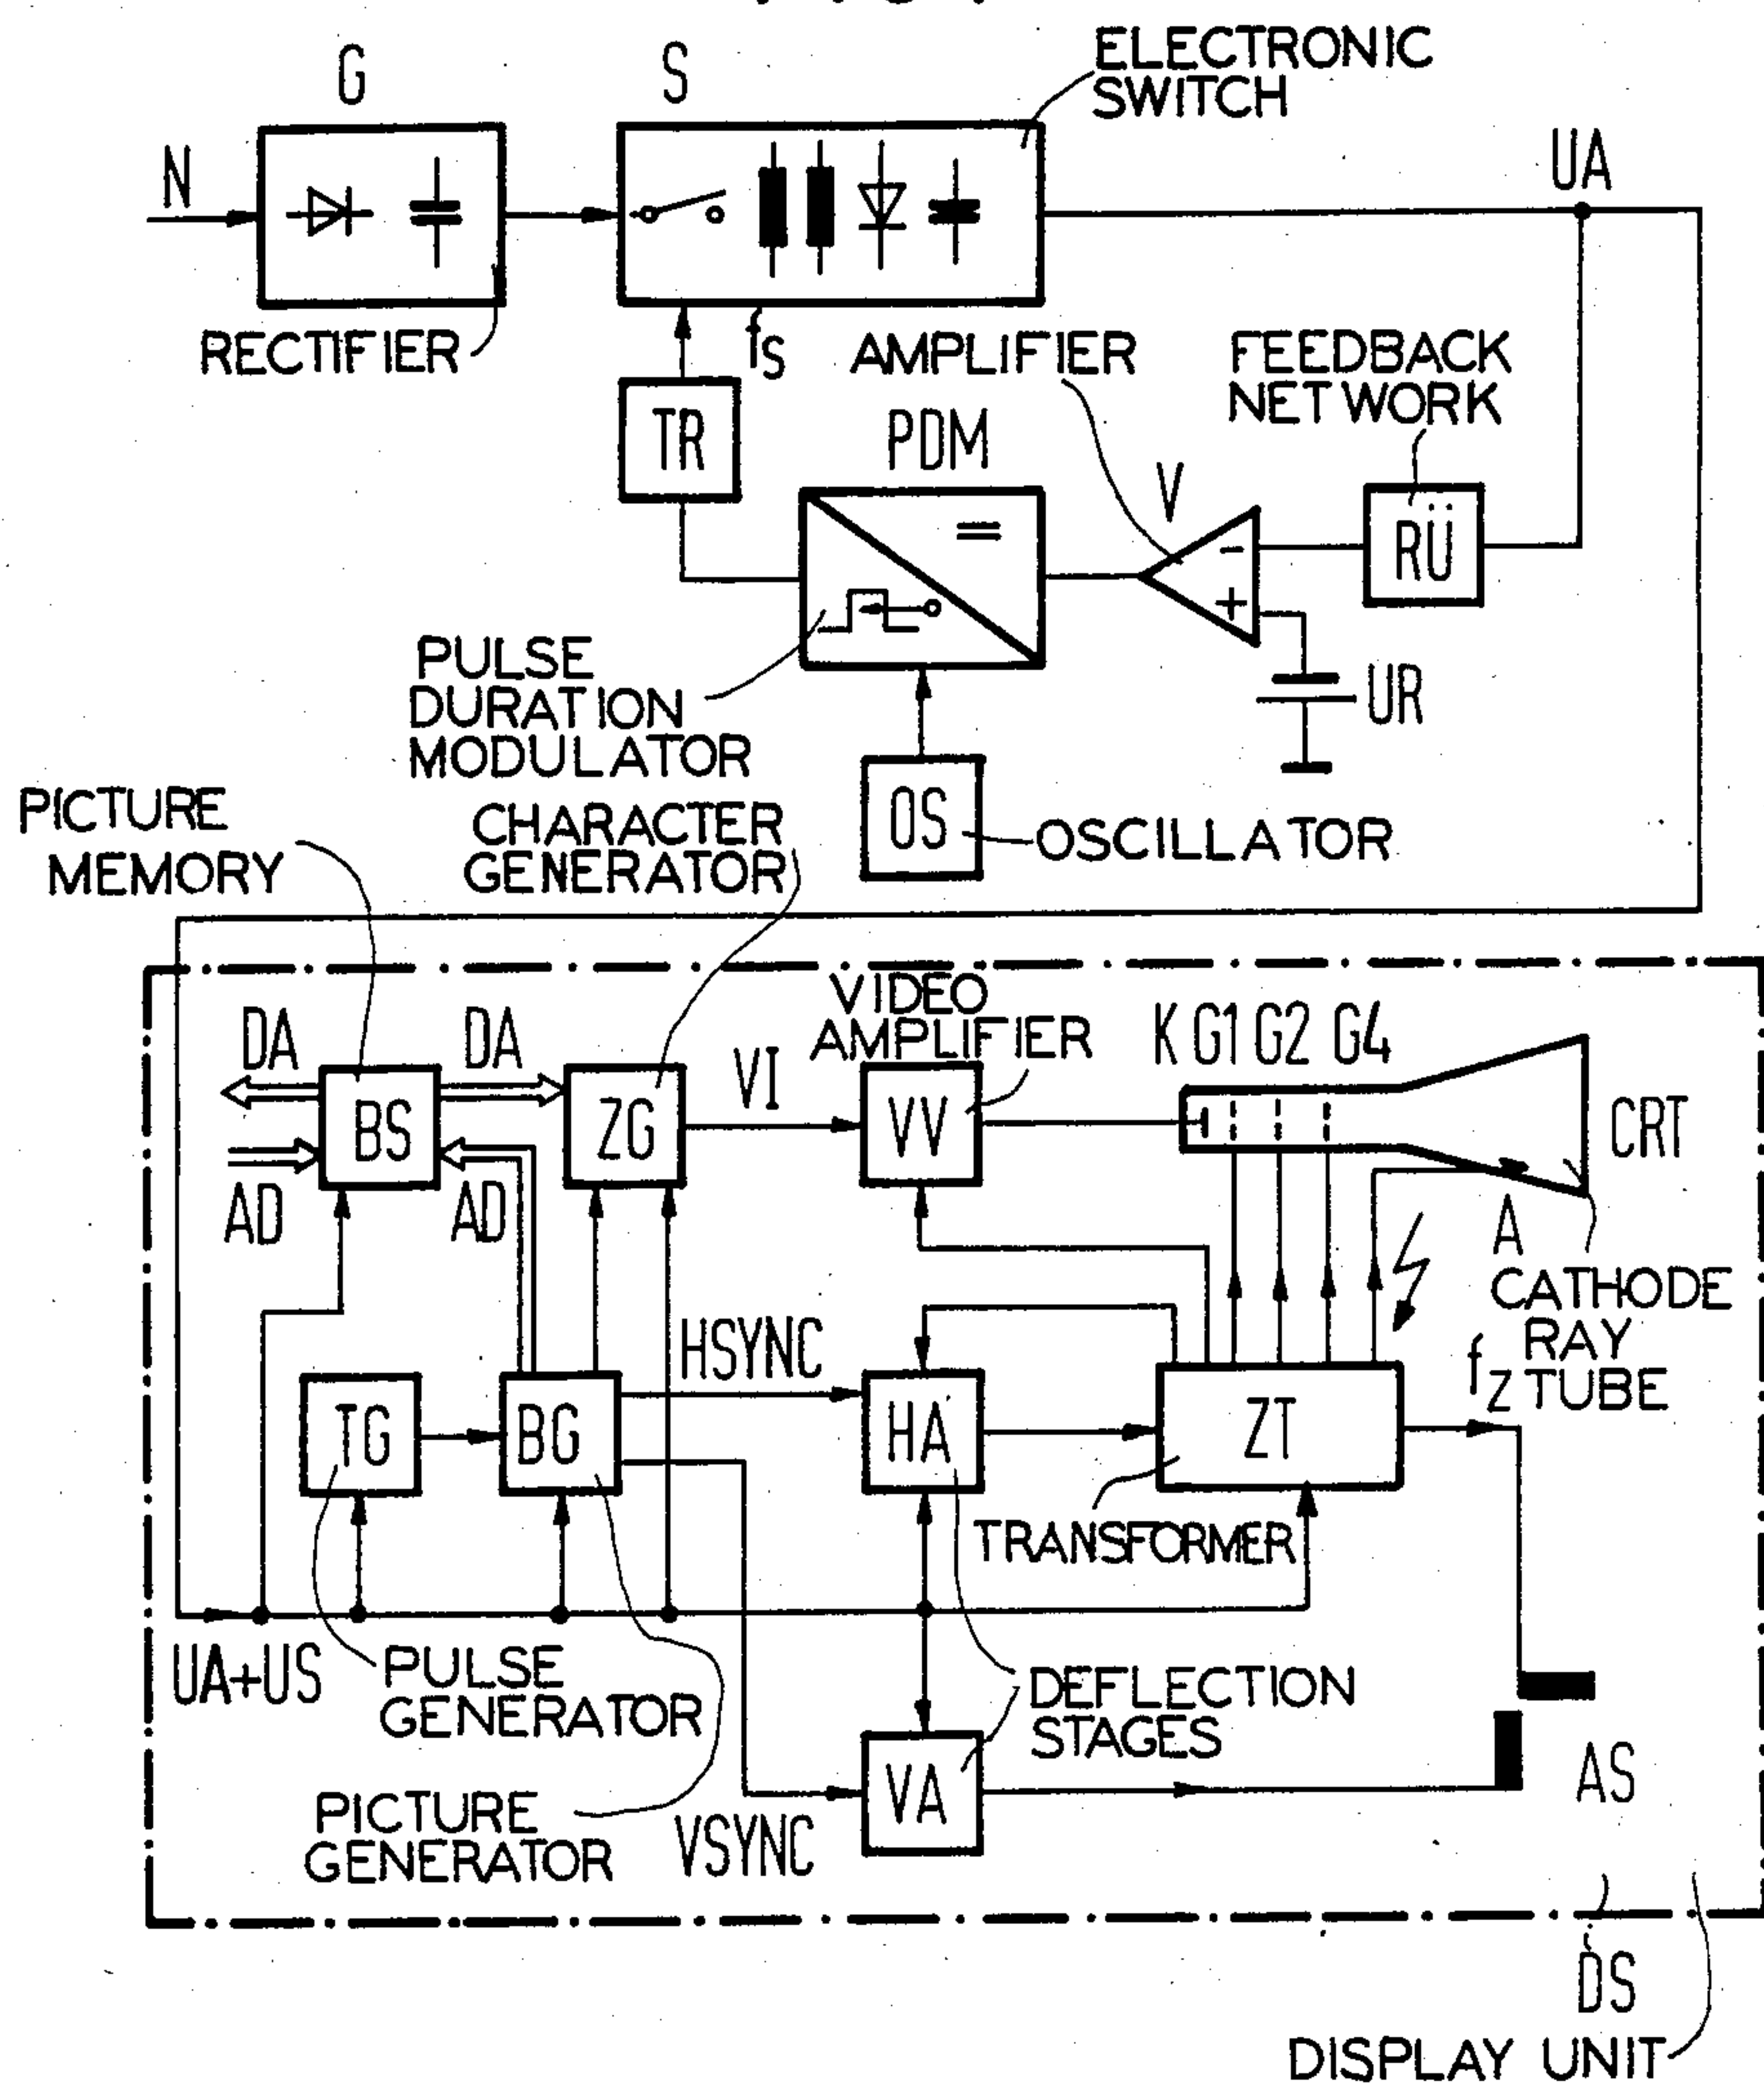 G
S
ELECTRONIC
SWITCH
N
UA
RECTIFIER
fS
AMPLIFIER
FEEDBACK
NETWORK
TR
PDM
V
=
-
+
RÜ
UR
PULSE
DURATION
MODULATOR
OS
OSCILLATOR
PICTURE
MEMORY
CHARACTER
GENERATOR
VIDEO
AMPLIFIER
DA
DA
VI
K G1 G2 G4
BS
ZG
VV
CRT
AD
AD
A
CATHODE
RAY
TUBE
HSYNC
fZ
TG
BG
HA
ZT
TRANSFORMER
UA+US
PULSE
GENERATOR
DEFLECTION
STAGES
VA
AS
PICTURE
GENERATOR
VSYNC
DS
DISPLAY UNIT